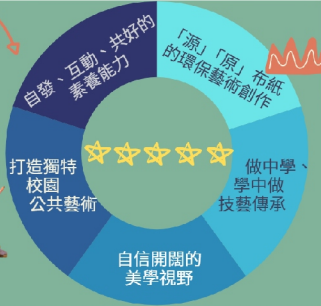 自發、互動、共好的
素養能力
「源」「原」布紙
的環保藝術創作
做中學、
學中做
技藝傳承
自信開闊的
美學視野
打造獨特
校園
公共藝術